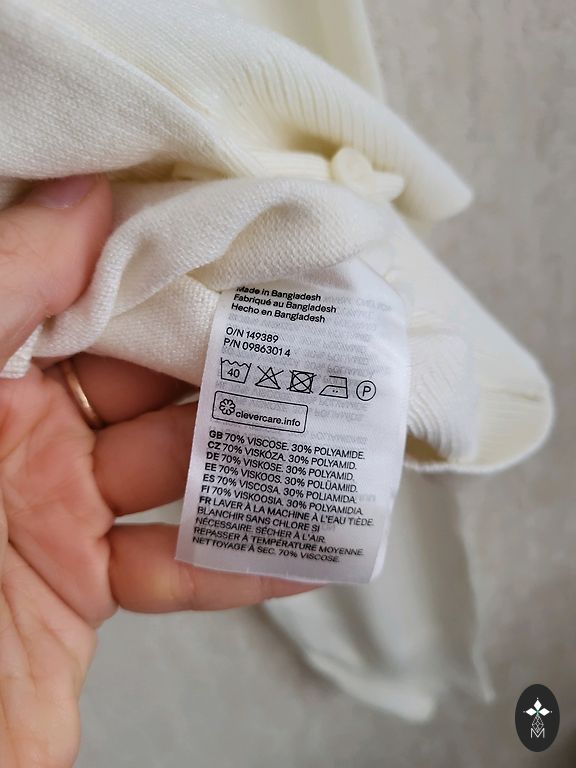 Made in Bangladesh
Fabriqué au Bangladesh
Hecho en Bangladesh
O/N 149389
P/N 0986301 4
40
P
clevercare.info
GB 70% VISCOSE. 30% POLYAMIDE.
CZ 70% VISKÓZA. 30% POLYAMID.
DE 70% VISKOSE. 30% POLYAMID.
EE 70% VISKOOS. 30% POLÜAMIID.
ES 70% VISCOSA. 30% POLIAMIDA.
FI 70% VISKOOSIA. 30% POLYAMIDIA.
FR LAVER À LA MACHINE À L'EAU TIÈDE.
BLANCHIR SANS CHLORE SI
NÉCESSAIRE. SÉCHER À L'AIR.
REPASSER À TEMPÉRATURE MOYENNE.
NETTOYAGE À SEC. 70% VISCOSE.
M